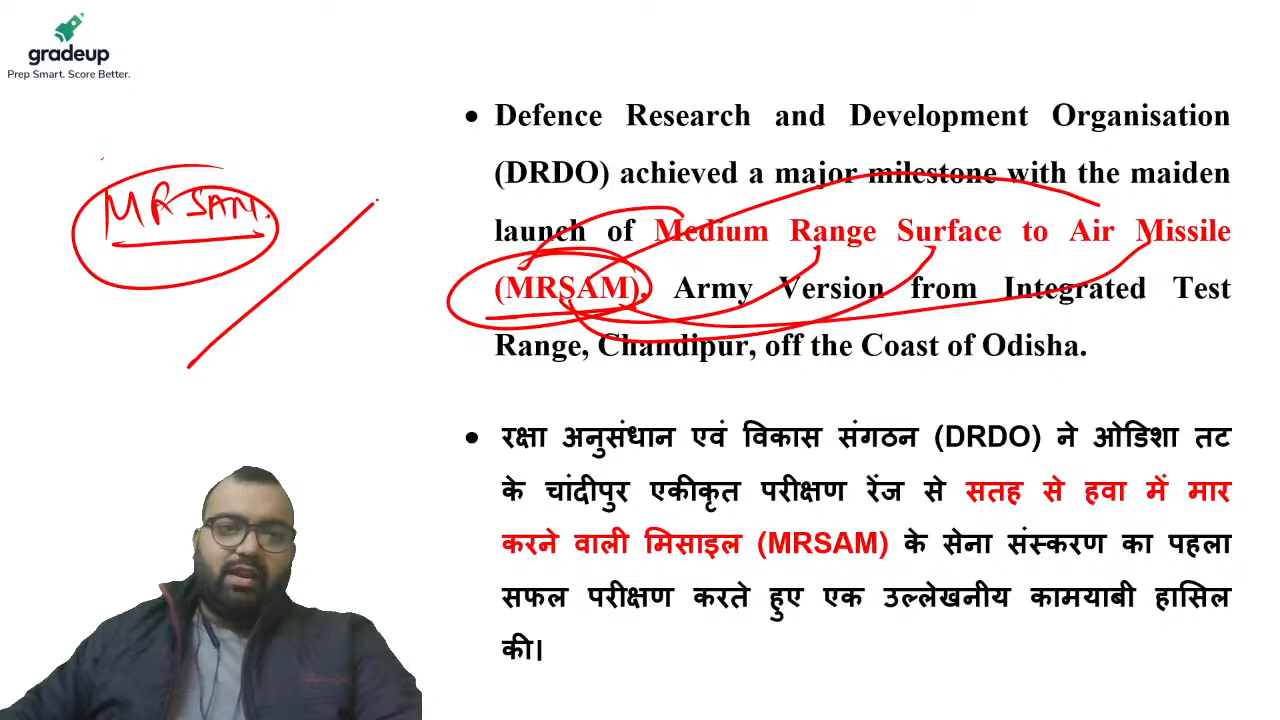 gradeup
Prep Smart. Score Better.
MRSAM.
• Defence Research and Development Organisation
(DRDO) achieved a major milestone with the maiden
launch of Medium Range Surface to Air Missile
(MRSAM), Army Version from Integrated Test
Range, Chandipur, off the Coast of Odisha.
• रक्षा अनुसंधान एवं विकास संगठन (DRDO) ने ओडिशा तट
के चांदीपुर एकीकृत परीक्षण रेंज से सतह से हवा में मार
करने वाली मिसाइल (MRSAM) के सेना संस्करण का पहला
सफल परीक्षण करते हुए एक उल्लेखनीय कामयाबी हासिल
की।